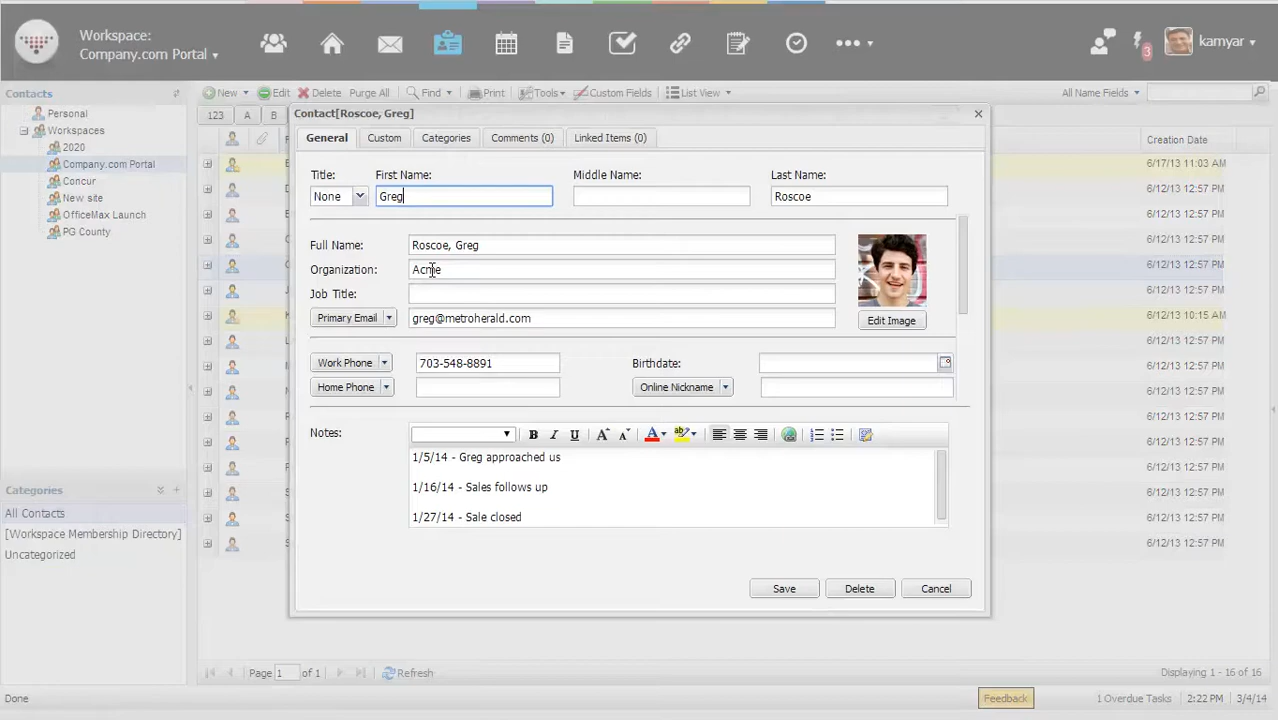 Workspace:
Company.com Portal
3
kamyar
Contacts
New Edit Delete Purge All Find Print Tools Custom Fields List View All Name Fields
Personal
Workspaces
2020
Company.com Portal
Concur
New site
OfficeMax Launch
PG County
123 A B
Contact[Roscoe, Greg]
General Custom Categories Comments (0) Linked Items (0)
Title: First Name: Middle Name: Last Name:
None Greg Roscoe
Full Name: Roscoe, Greg
Organization: Acme
Job Title:
Primary Email greg@metroherald.com
Edit Image
Work Phone 703-548-8891 Birthdate:
Home Phone Online Nickname
Notes:
B I U A A A ab
1/5/14 - Greg approached us
1/16/14 - Sales follows up
1/27/14 - Sale closed
Save Delete Cancel
Creation Date
6/17/13 11:03 AM
6/12/13 12:57 PM
6/12/13 12:57 PM
6/12/13 12:57 PM
6/12/13 12:57 PM
6/12/13 12:57 PM
6/12/13 10:15 AM
6/12/13 12:57 PM
6/12/13 12:57 PM
6/12/13 12:57 PM
6/12/13 12:57 PM
6/12/13 12:57 PM
6/12/13 12:57 PM
6/12/13 12:57 PM
6/12/13 12:57 PM
6/12/13 12:57 PM
Categories
All Contacts
[Workspace Membership Directory]
Uncategorized
Page 1 of 1 Refresh Displaying 1 - 16 of 16
Done Feedback 1 Overdue Tasks 2:22 PM 3/4/14